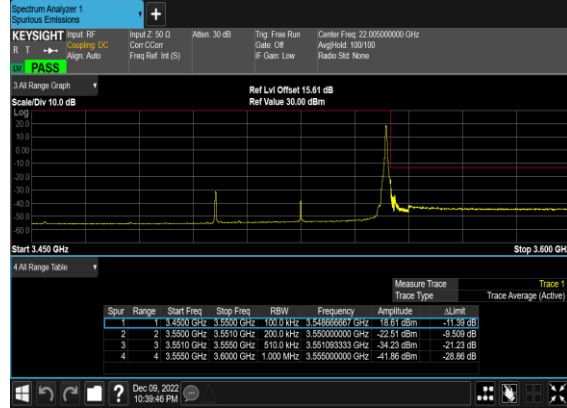 Spectrum Analyzer 1
Spurious Emissions
KEYSIGHT Input: RF Input Z: 50 Ω Atten: 30 dB Trig: Free Run Center Freq: 22.005000000 GHz
R T Coupling: DC Corr CCorr Gate: Off Avg|Hold: 100/100
Align: Auto Freq Ref: Int (S) IF Gain: Low Radio Std: None
LW PASS
3 All Range Graph
Ref Lvl Offset 15.61 dB
Scale/Div 10.0 dB Ref Value 30.00 dBm
Log
20.0
10.0
0.00
-10.0
-20.0
-30.0
-40.0
-50.0
-60.0
Start 3.450 GHz Stop 3.600 GHz
4 All Range Table
Measure Trace Trace 1
Trace Type Trace Average (Active)
Spur Range Start Freq Stop Freq RBW Frequency Amplitude ΔLimit
1 1 3.4500 GHz 3.5500 GHz 100.0 kHz 3.548666667 GHz 18.61 dBm -11.39 dB
2 2 3.5500 GHz 3.5510 GHz 200.0 kHz 3.550000000 GHz -22.51 dBm -9.509 dB
3 3 3.5510 GHz 3.5550 GHz 510.0 kHz 3.551093333 GHz -34.23 dBm -21.23 dB
4 4 3.5550 GHz 3.6000 GHz 1.000 MHz 3.555000000 GHz -41.86 dBm -28.86 dB
? Dec 09, 2022
10:39:46 PM